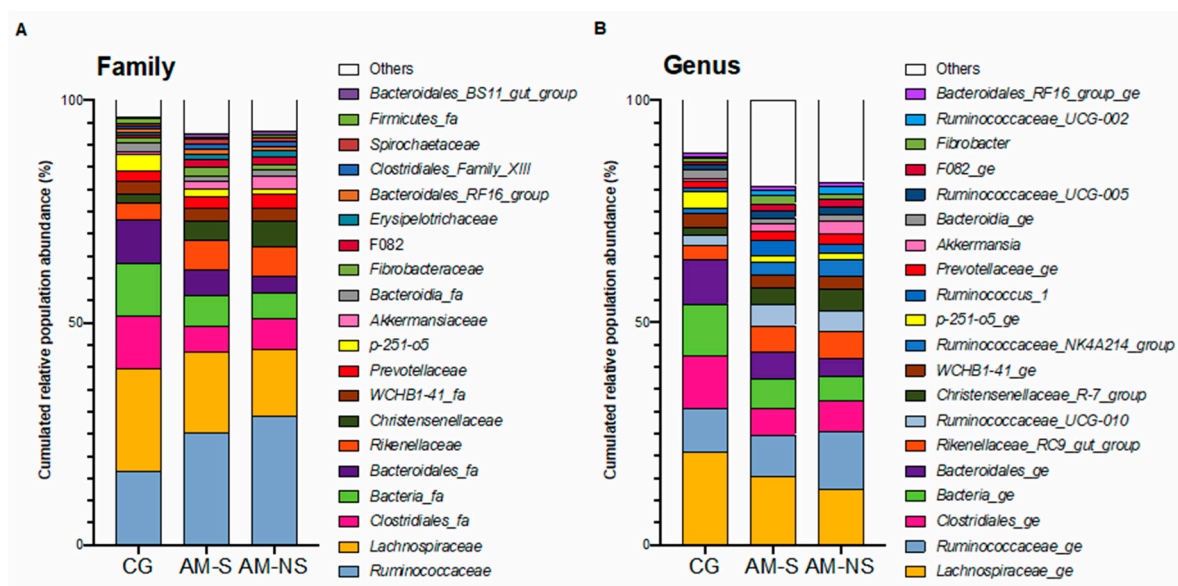 A
Family
Cumulated relative population abundance (%)
100
50
0
CG
AM-S
AM-NS
Others
Bacteroidales_BS11_gut_group
Firmicutes_fa
Spirochaetaceae
Clostridiales_Family_XIII
Bacteroidales_RF16_group
Erysipelotrichaceae
F082
Fibrobacteraceae
Bacteroidia_fa
Akkermansiaceae
p-251-o5
Prevotellaceae
WCHB1-41_fa
Christensenellaceae
Rikenellaceae
Bacteroidales_fa
Bacteria_fa
Clostridiales_fa
Lachnospiraceae
Ruminococcaceae
B
Genus
Cumulated relative population abundance (%)
100
50
0
CG
AM-S
AM-NS
Others
Bacteroidales_RF16_group_ge
Ruminococcaceae_UCG-002
Fibrobacter
F082_ge
Ruminococcaceae_UCG-005
Bacteroidia_ge
Akkermansia
Prevotellaceae_ge
Ruminococcus_1
p-251-o5_ge
Ruminococcaceae_NK4A214_group
WCHB1-41_ge
Christensenellaceae_R-7_group
Ruminococcaceae_UCG-010
Rikenellaceae_RC9_gut_group
Bacteroidales_ge
Bacteria_ge
Clostridiales_ge
Ruminococcaceae_ge
Lachnospiraceae_ge